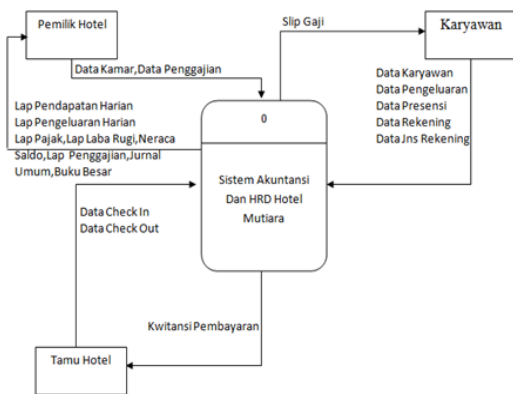 Pemilik Hotel
Slip Gaji
Karyawan
Data Kamar,Data Penggajian
Lap Pendapatan Harian
Lap Pengeluaran Harian
Lap Pajak,Lap Laba Rugi,Neraca
Saldo,Lap Penggajian,Jurnal
Umum,Buku Besar
0
Sistem Akuntansi
Dan HRD Hotel
Mutiara
Data Karyawan
Data Pengeluaran
Data Presensi
Data Rekening
Data Jns Rekening
Data Check In
Data Check Out
Kwitansi Pembayaran
Tamu Hotel